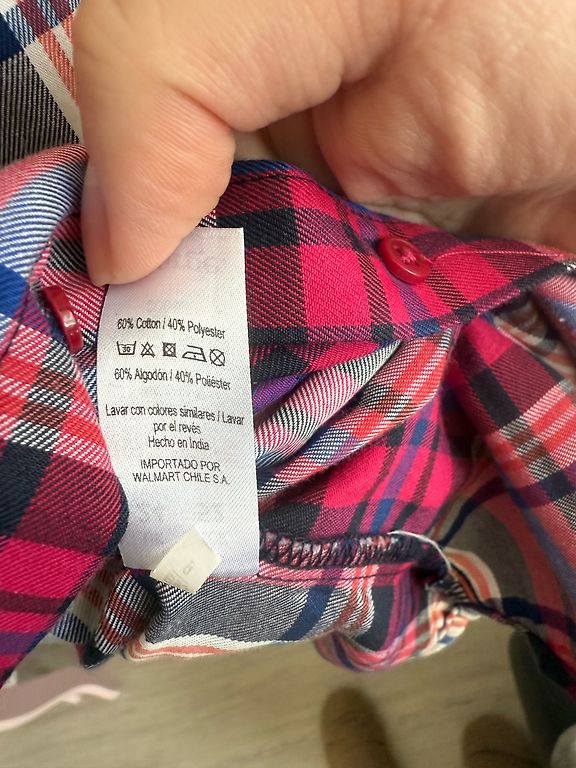 60% Cotton / 40% Polyester
60% Algodón / 40% Poliéster
Lavar con colores similares / Lavar
por el revés
Hecho en India
IMPORTADO POR
WALMART CHILE S.A.